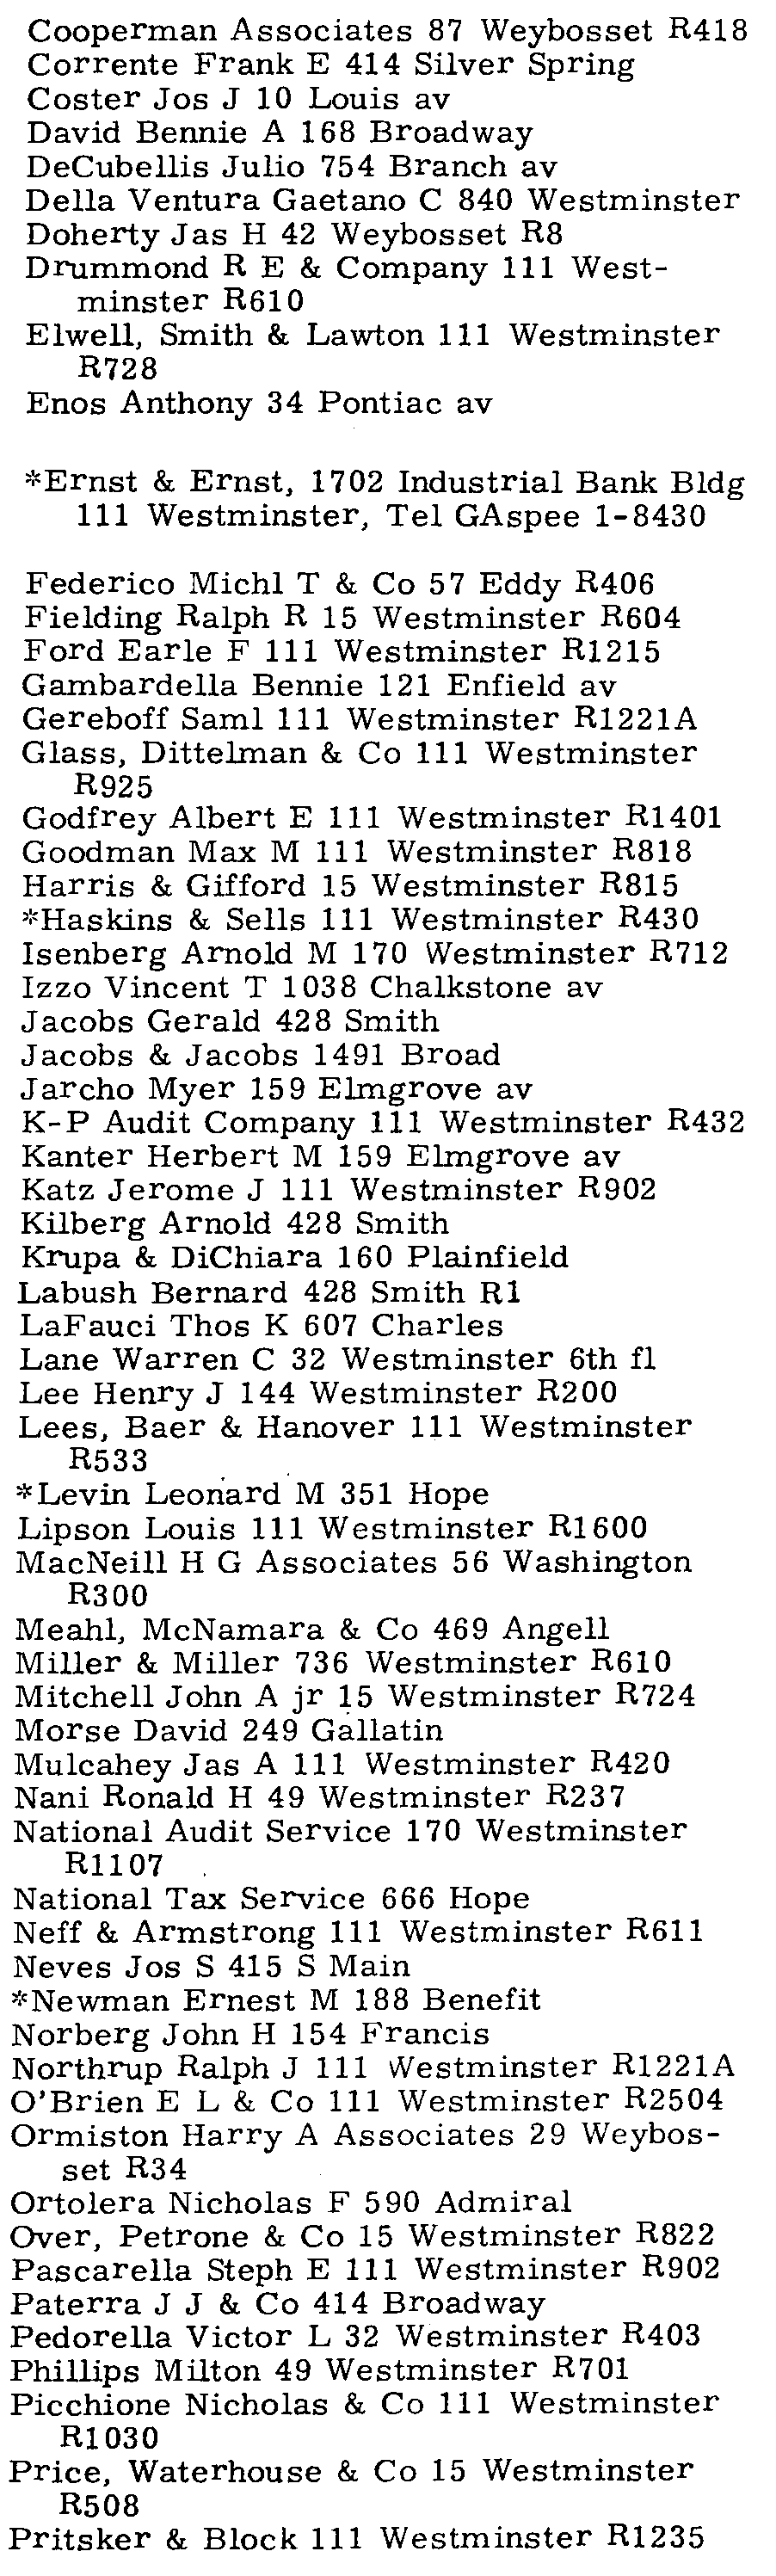 Cooperman Associates 87 Weybosset R418
Corrente Frank E 414 Silver Spring
Coster Jos J 10 Louis av
David Bennie A 168 Broadway
DeCubellis Julio 754 Branch av
Della Ventura Gaetano C 840 Westminster
Doherty Jas H 42 Weybosset R8
Drummond R E & Company 111 West-
minster R610
Elwell, Smith & Lawton 111 Westminster
R728
Enos Anthony 34 Pontiac av
*Ernst & Ernst, 1702 Industrial Bank Bldg
111 Westminster, Tel GAspee 1-8430
Federico Michl T & Co 57 Eddy R406
Fielding Ralph R 15 Westminster R604
Ford Earle F 111 Westminster R1215
Gambardella Bennie 121 Enfield av
Gereboff Saml 111 Westminster R1221A
Glass, Dittelman & Co 111 Westminster
R925
Godfrey Albert E 111 Westminster R1401
Goodman Max M 111 Westminster R818
Harris & Gifford 15 Westminster R815
*Haskins & Sells 111 Westminster R430
Isenberg Arnold M 170 Westminster R712
Izzo Vincent T 1038 Chalkstone av
Jacobs Gerald 428 Smith
Jacobs & Jacobs 1491 Broad
Jarcho Myer 159 Elmgrove av
K-P Audit Company 111 Westminster R432
Kanter Herbert M 159 Elmgrove av
Katz Jerome J 111 Westminster R902
Kilberg Arnold 428 Smith
Krupa & DiChiara 160 Plainfield
Labush Bernard 428 Smith R1
LaFauci Thos K 607 Charles
Lane Warren C 32 Westminster 6th fl
Lee Henry J 144 Westminster R200
Lees, Baer & Hanover 111 Westminster
R533
*Levin Leonard M 351 Hope
Lipson Louis 111 Westminster R1600
MacNeill H G Associates 56 Washington
R300
Meahl, McNamara & Co 469 Angell
Miller & Miller 736 Westminster R610
Mitchell John A jr 15 Westminster R724
Morse David 249 Gallatin
Mulcahey Jas A 111 Westminster R420
Nani Ronald H 49 Westminster R237
National Audit Service 170 Westminster
R1107
National Tax Service 666 Hope
Neff & Armstrong 111 Westminster R611
Neves Jos S 415 S Main
*Newman Ernest M 188 Benefit
Norberg John H 154 Francis
Northrup Ralph J 111 Westminster R1221A
O'Brien E L & Co 111 Westminster R2504
Ormiston Harry A Associates 29 Weybos-
set R34
Ortolera Nicholas F 590 Admiral
Over, Petrone & Co 15 Westminster R822
Pascarella Steph E 111 Westminster R902
Paterra J J & Co 414 Broadway
Pedorella Victor L 32 Westminster R403
Phillips Milton 49 Westminster R701
Picchione Nicholas & Co 111 Westminster
R1030
Price, Waterhouse & Co 15 Westminster
R508
Pritsker & Block 111 Westminster R1235